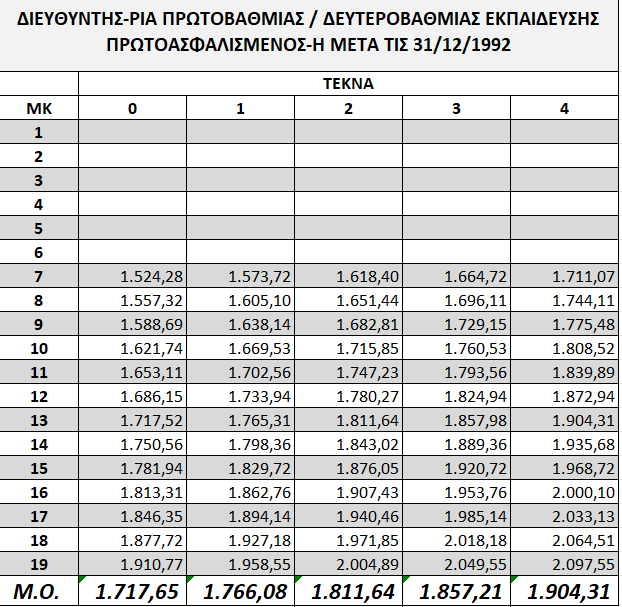 ΔΙΕΥΘΥΝΤΗΣ-ΡΙΑ ΠΡΩΤΟΒΑΘΜΙΑΣ / ΔΕΥΤΕΡΟΒΑΘΜΙΑΣ ΕΚΠΑΙΔΕΥΣΗΣ
ΠΡΩΤΟΑΣΦΑΛΙΣΜΕΝΟΣ-Η ΜΕΤΑ ΤΙΣ 31/12/1992
ΤΕΚΝΑ
ΜΚ 0 1 2 3 4
1
2
3
4
5
6
7 1.524,28 1.573,72 1.618,40 1.664,72 1.711,07
8 1.557,32 1.605,10 1.651,44 1.696,11 1.744,11
9 1.588,69 1.638,14 1.682,81 1.729,15 1.775,48
10 1.621,74 1.669,53 1.715,85 1.760,53 1.808,52
11 1.653,11 1.702,56 1.747,23 1.793,56 1.839,89
12 1.686,15 1.733,94 1.780,27 1.824,94 1.872,94
13 1.717,52 1.765,31 1.811,64 1.857,98 1.904,31
14 1.750,56 1.798,36 1.843,02 1.889,36 1.935,68
15 1.781,94 1.829,72 1.876,05 1.920,72 1.968,72
16 1.813,31 1.862,76 1.907,43 1.953,76 2.000,10
17 1.846,35 1.894,14 1.940,46 1.985,14 2.033,13
18 1.877,72 1.927,18 1.971,85 2.018,18 2.064,51
19 1.910,77 1.958,55 2.004,89 2.049,55 2.097,55
Μ.Ο. 1.717,65 1.766,08 1.811,64 1.857,21 1.904,31